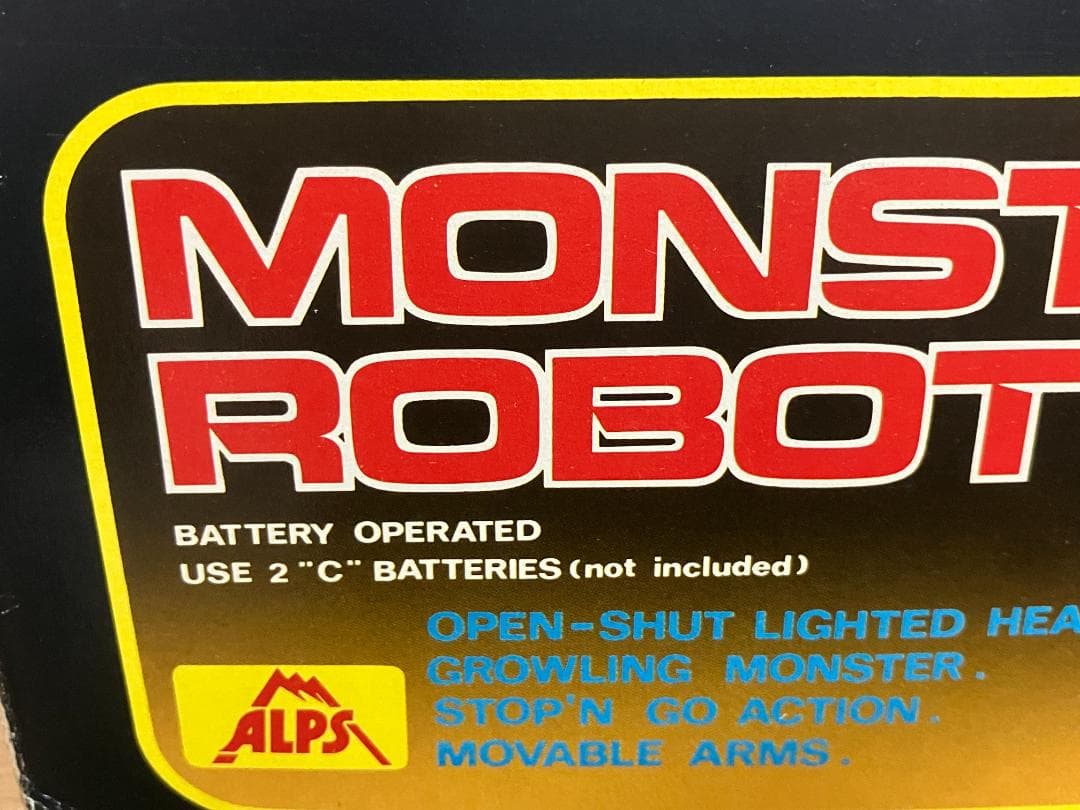 MONST
ROBOT
BATTERY OPERATED
USE 2 "C" BATTERIES (not included)
OPEN-SHUT LIGHTED HEA
GROWLING MONSTER.
STOP'N GO ACTION.
MOVABLE ARMS.
ALPS